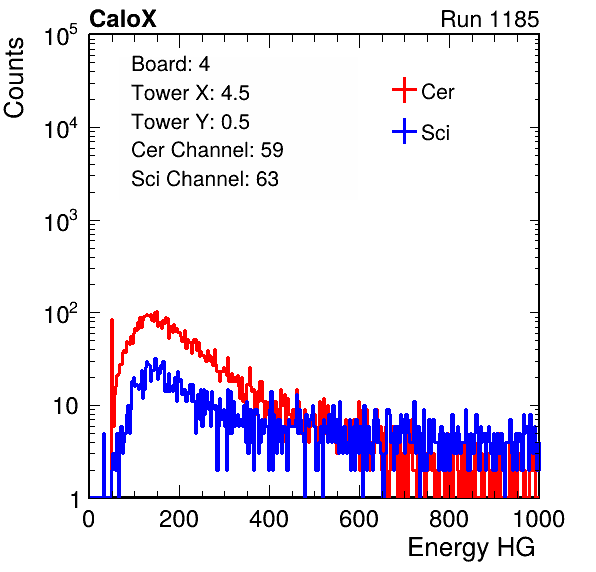 CaloX Run 1185
Counts
Board: 4
Tower X: 4.5
Tower Y: 0.5
Cer Channel: 59
Sci Channel: 63
Cer
Sci
10^5
10^4
10^3
10^2
10
1
0 200 400 600 800 1000
Energy HG